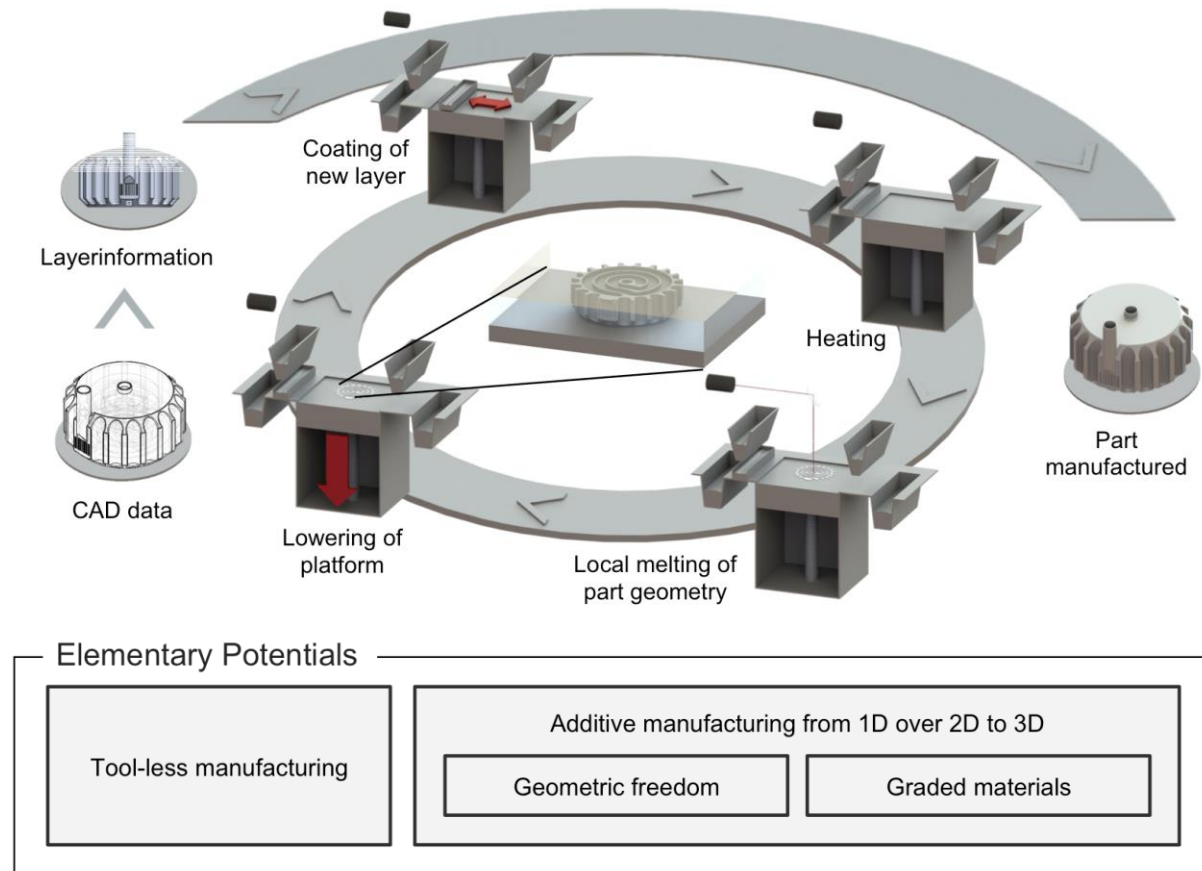 Coating of
new layer
Layerinformation
Heating
CAD data
Part
manufactured
Lowering of
platform
Local melting of
part geometry
Elementary Potentials
Tool-less manufacturing
Additive manufacturing from 1D over 2D to 3D
Geometric freedom
Graded materials